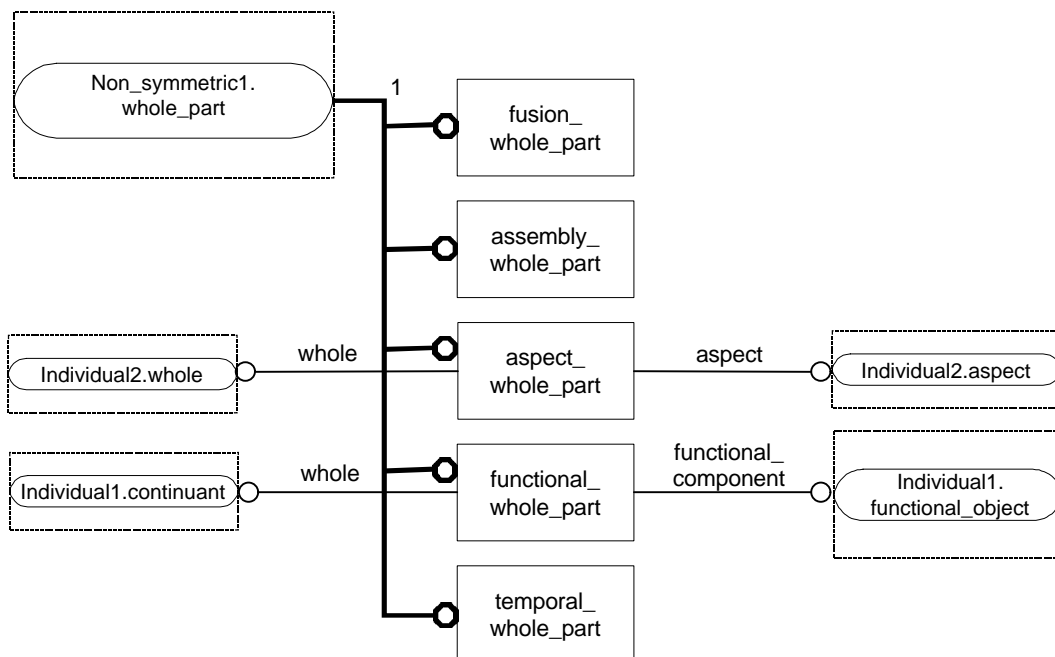 Non_symmetric1.
whole_part
1
fusion_
whole_part
assembly_
whole_part
Individual2.whole
whole
aspect_
whole_part
aspect
Individual2.aspect
Individual1.continuant
whole
functional_
whole_part
functional_
component
Individual1.
functional_object
temporal_
whole_part